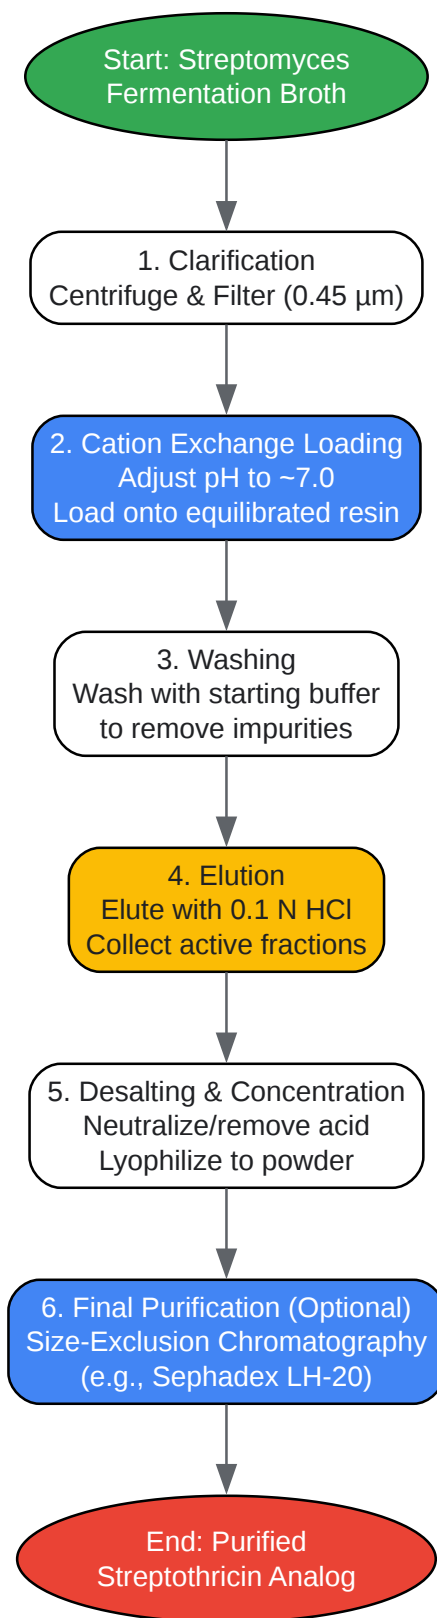 Start: Streptomyces
Fermentation Broth
1. Clarification
Centrifuge & Filter (0.45 µm)
2. Cation Exchange Loading
Adjust pH to ~7.0
Load onto equilibrated resin
3. Washing
Wash with starting buffer
to remove impurities
4. Elution
Elute with 0.1 N HCl
Collect active fractions
5. Desalting & Concentration
Neutralize/remove acid
Lyophilize to powder
6. Final Purification (Optional)
Size-Exclusion Chromatography
(e.g., Sephadex LH-20)
End: Purified
Streptothricin Analog